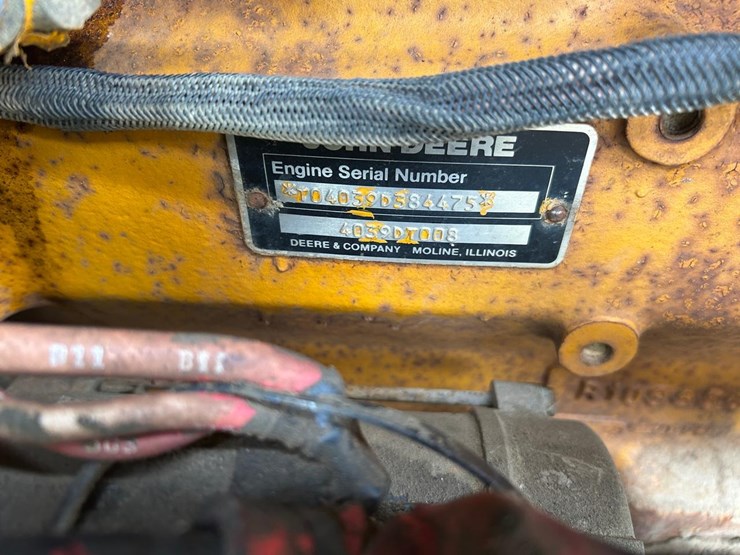 JOHN DEERE
Engine Serial Number
*T04039D384475*
4039DT008
DEERE & COMPANY MOLINE, ILLINOIS
B11 B11